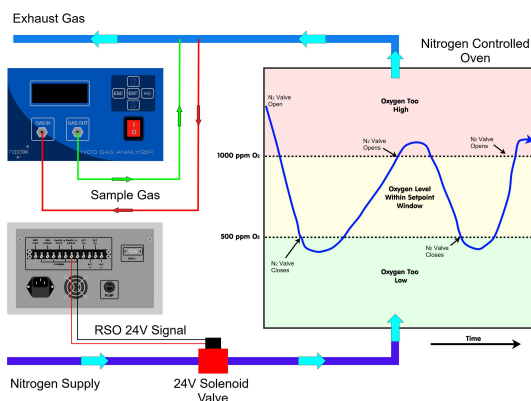 Exhaust Gas
Nitrogen Controlled
Oven
ESC
ENT
GAS IN
GAS OUT
I
O
GAS ANALYSER
Sample Gas
N₂ Valve
Open
Oxygen Too
High
N₂ Valve
Opens
N₂ Valve
Opens
1000 ppm O₂
Oxygen Level
Within Setpoint
Window
500 ppm O₂
N₂ Valve
Closes
N₂ Valve
Closes
Oxygen Too
Low
Time
PUMP
RSO 24V Signal
Nitrogen Supply
24V Solenoid
Valve